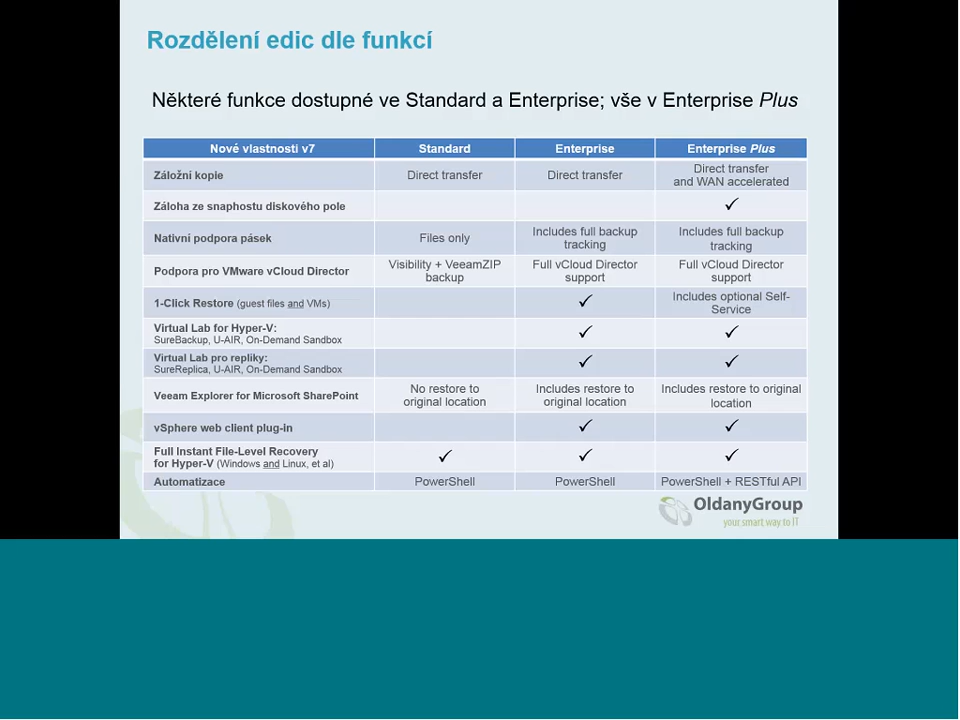 Rozdělení edic dle funkcí
Některé funkce dostupné ve Standard a Enterprise; vše v Enterprise Plus
Nové vlastnosti v7 Standard Enterprise Enterprise Plus
Záložní kopie Direct transfer Direct transfer Direct transfer
and WAN accelerated
Záloha ze snaphostu diskového pole ✓
Nativní podpora pásek Files only Includes full backup Includes full backup
tracking tracking
Podpora pro VMware vCloud Director Visibility + VeeamZIP Full vCloud Director Full vCloud Director
backup support support
1-Click Restore (guest files and VMs) ✓ Includes optional Self-
Service
Virtual Lab for Hyper-V: ✓ ✓
SureBackup, U-AIR, On-Demand Sandbox
Virtual Lab pro repliky: ✓ ✓
SureReplica, U-AIR, On-Demand Sandbox
Veeam Explorer for Microsoft SharePoint No restore to Includes restore to Includes restore to original
original location original location location
vSphere web client plug-in ✓ ✓
Full Instant File-Level Recovery ✓ ✓ ✓
for Hyper-V (Windows and Linux, et al)
Automatizace PowerShell PowerShell PowerShell + RESTful API
OldanyGroup
your smart way to IT